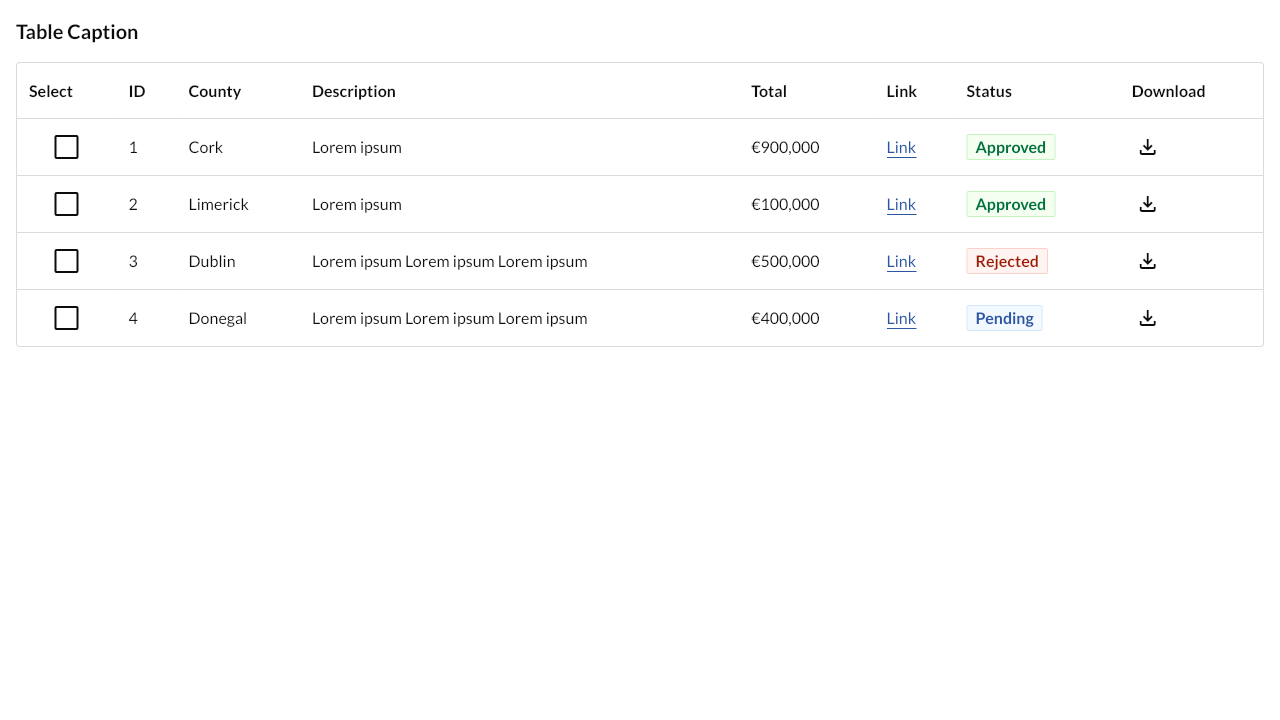 Table Caption
Select ID County Description Total Link Status Download
1 Cork Lorem ipsum €900,000 Link Approved
2 Limerick Lorem ipsum €100,000 Link Approved
3 Dublin Lorem ipsum Lorem ipsum Lorem ipsum €500,000 Link Rejected
4 Donegal Lorem ipsum Lorem ipsum Lorem ipsum €400,000 Link Pending